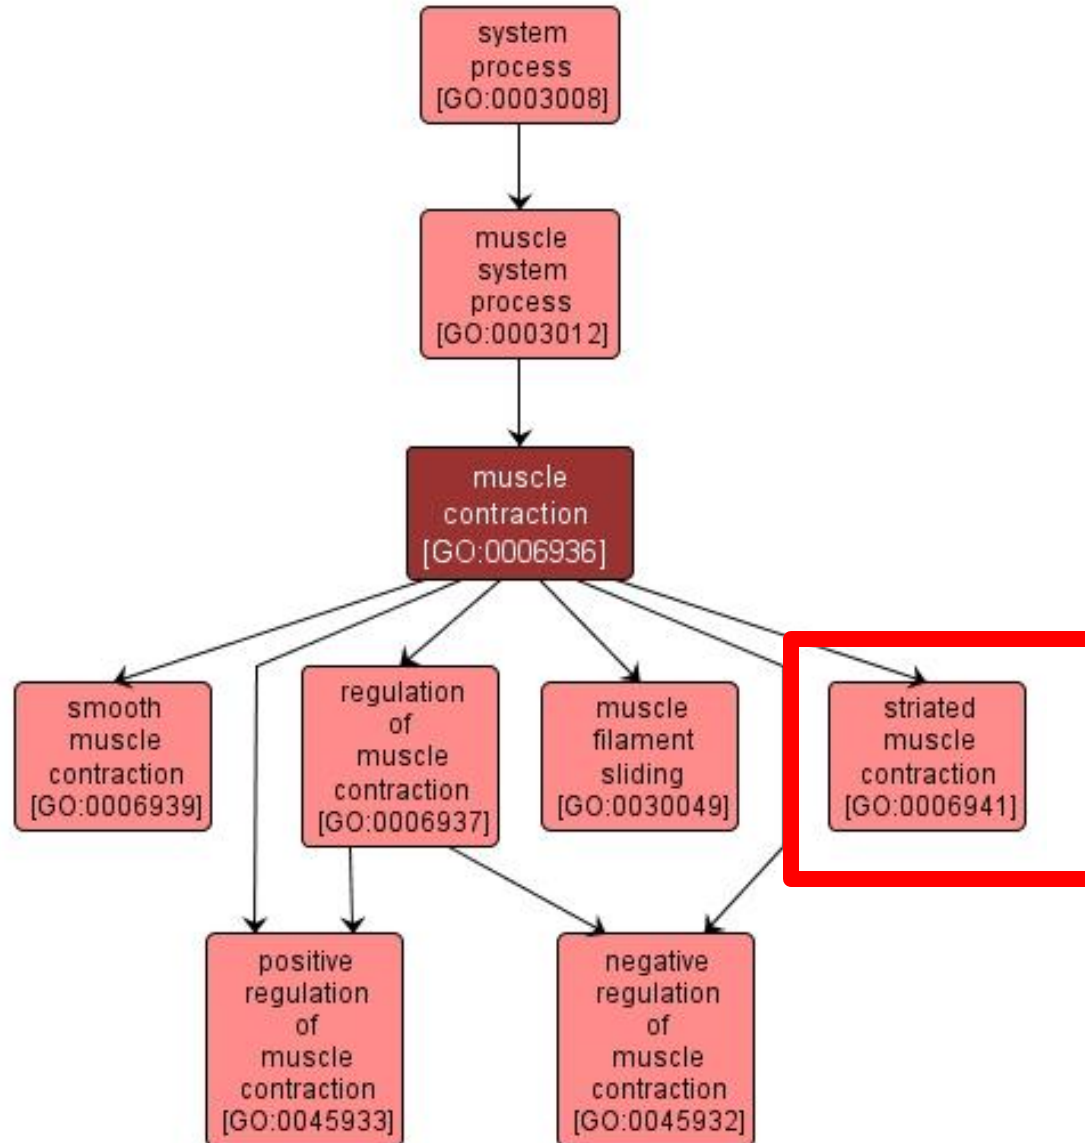 system
process
[GO:0003008]
muscle
system
process
[GO:0003012]
muscle
contraction
[GO:0006936]
smooth
muscle
contraction
[GO:0006939]
regulation
of
muscle
contraction
[GO:0006937]
muscle
filament
sliding
[GO:0030049]
striated
muscle
contraction
[GO:0006941]
positive
regulation
of
muscle
contraction
[GO:0045933]
negative
regulation
of
muscle
contraction
[GO:0045932]